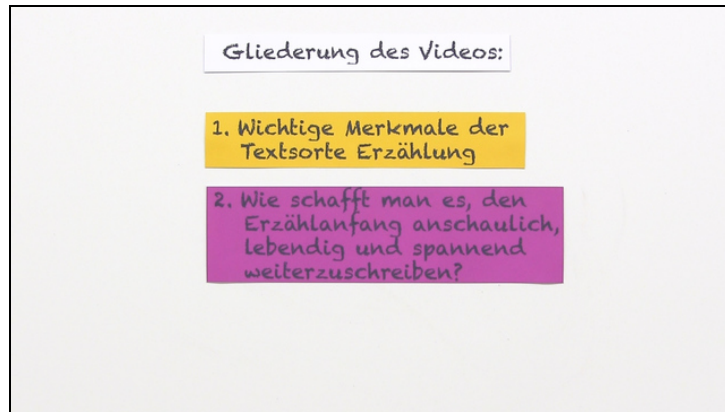 Gliederung des Videos:
1. Wichtige Merkmale der
Textsorte Erzählung
2. Wie schafft man es, den
Erzählanfang anschaulich,
lebendig und spannend
weiterzuschreiben?